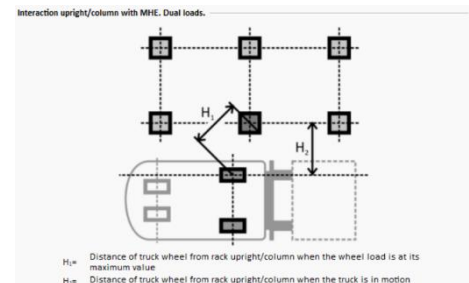 Interaction upright/column with MHE. Dual loads.
H₁
H₂
H₁= Distance of truck wheel from rack upright/column when the wheel load is at its
maximum value
H₂= Distance of truck wheel from rack upright/column when the truck is in motion